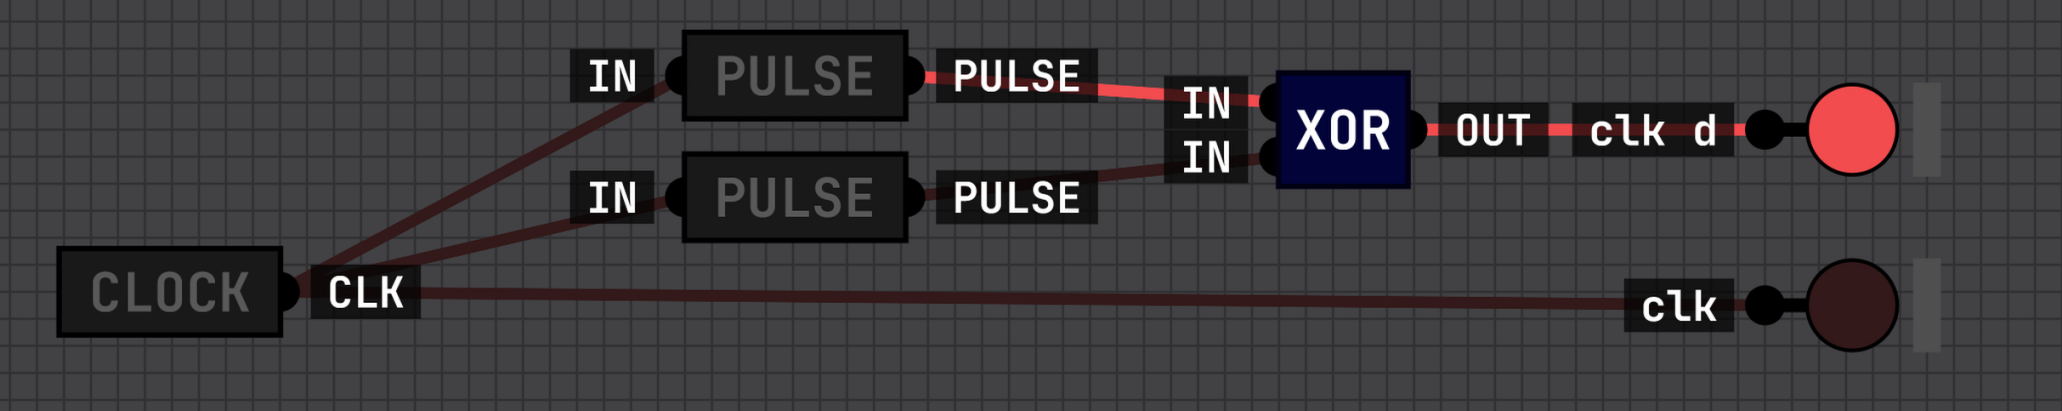 IN PULSE PULSE
IN XOR OUT clk d
IN
IN PULSE PULSE
CLOCK CLK clk